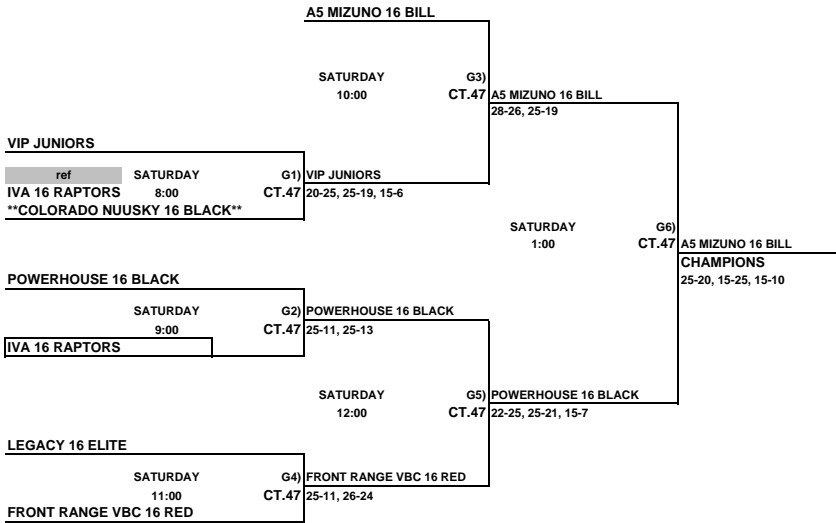 A5 MIZUNO 16 BILL
SATURDAY G3)
10:00 CT.47 A5 MIZUNO 16 BILL
28-26, 25-19
VIP JUNIORS
ref SATURDAY G1) VIP JUNIORS
IVA 16 RAPTORS 8:00 CT.47 20-25, 25-19, 15-6
**COLORADO NUUSKY 16 BLACK**
SATURDAY G6)
1:00 CT.47 A5 MIZUNO 16 BILL
CHAMPIONS
POWERHOUSE 16 BLACK 25-20, 15-25, 15-10
SATURDAY G2) POWERHOUSE 16 BLACK
9:00 CT.47 25-11, 25-13
IVA 16 RAPTORS
SATURDAY G5) POWERHOUSE 16 BLACK
12:00 CT.47 22-25, 25-21, 15-7
LEGACY 16 ELITE
SATURDAY G4) FRONT RANGE VBC 16 RED
11:00 CT.47 25-11, 26-24
FRONT RANGE VBC 16 RED